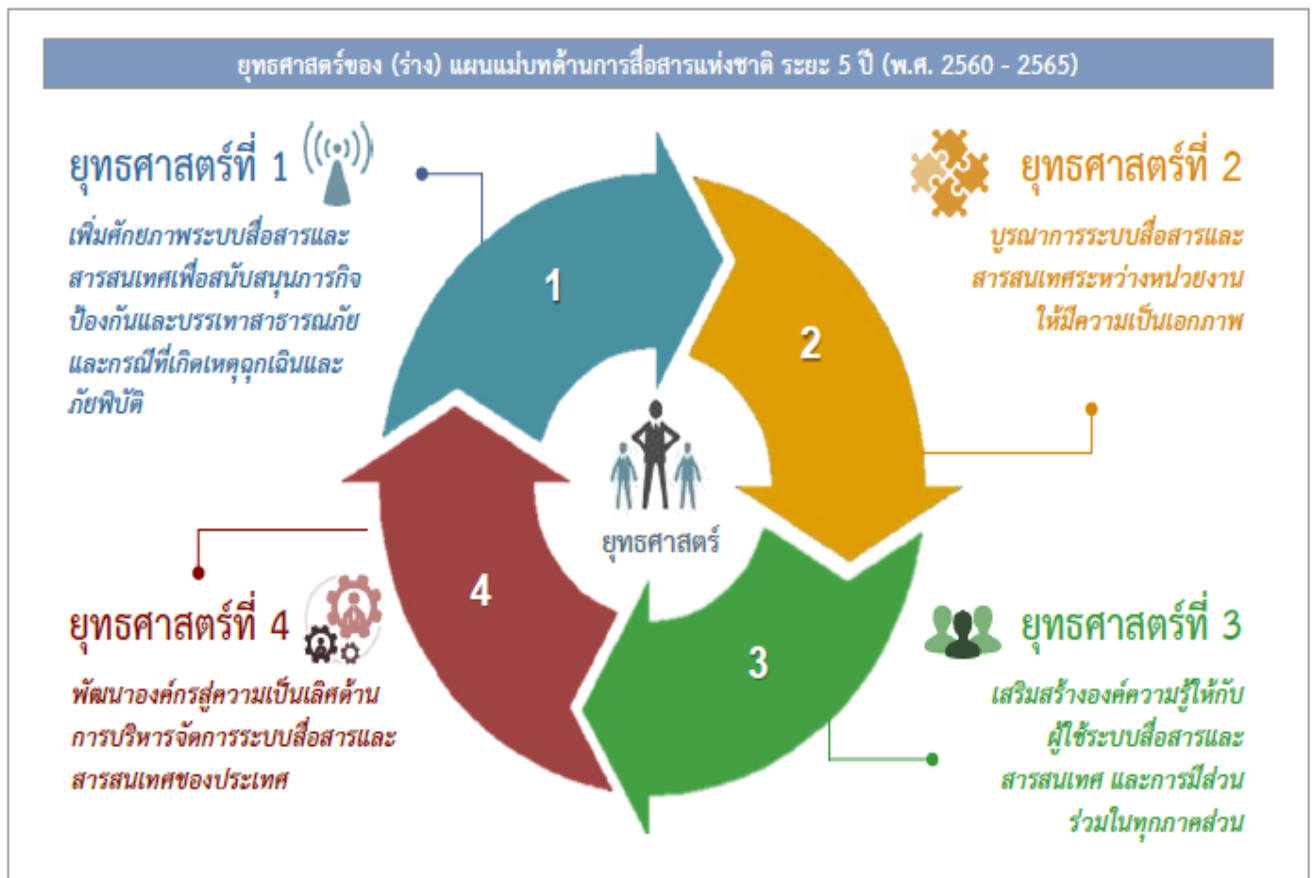 ยุทธศาสตร์ของ (ร่าง) แผนแม่บทด้านการสื่อสารแห่งชาติ ระยะ 5 ปี (พ.ศ. 2560 - 2565)
ยุทธศาสตร์ที่ 1
เพิ่มศักยภาพระบบสื่อสารและ
สารสนเทศเพื่อสนับสนุนภารกิจ
ป้องกันและบรรเทาสาธารณภัย
และกรณีที่เกิดเหตุฉุกเฉินและ
ภัยพิบัติ
ยุทธศาสตร์ที่ 2
บูรณาการระบบสื่อสารและ
สารสนเทศระหว่างหน่วยงาน
ให้มีความเป็นเอกภาพ
1
2
ยุทธศาสตร์
4
3
ยุทธศาสตร์ที่ 4
พัฒนาองค์กรสู่ความเป็นเลิศด้าน
การบริหารจัดการระบบสื่อสารและ
สารสนเทศของประเทศ
ยุทธศาสตร์ที่ 3
เสริมสร้างองค์ความรู้ให้กับ
ผู้ใช้ระบบสื่อสารและ
สารสนเทศ และการมีส่วน
ร่วมในทุกภาคส่วน